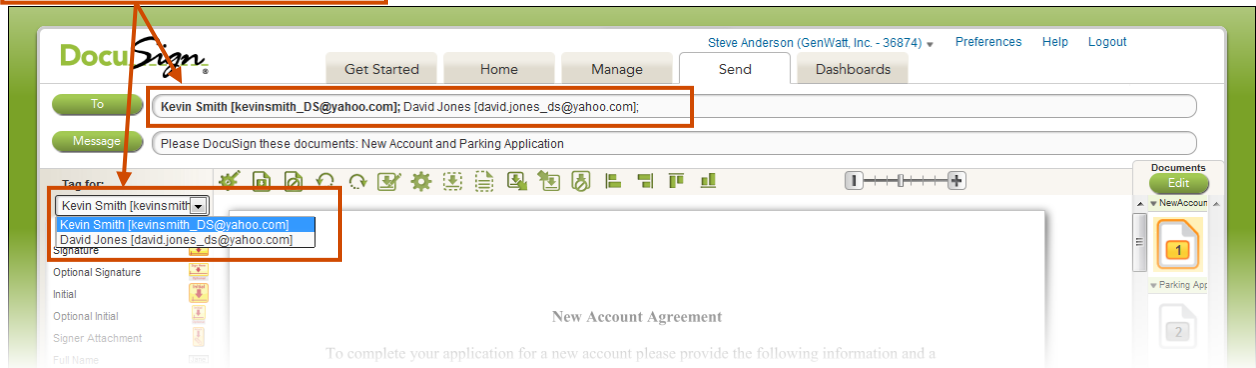 DocuSign
Steve Anderson (GenWatt, Inc. - 36874) Preferences Help Logout
Get Started Home Manage Send Dashboards
To Kevin Smith [kevinsmith_DS@yahoo.com]; David Jones [david.jones_ds@yahoo.com];
Message Please DocuSign these documents: New Account and Parking Application
Documents
Edit
Tag for:
Kevin Smith [kevinsmith
Kevin Smith [kevinsmith_DS@yahoo.com]
David Jones [david.jones_ds@yahoo.com]
Signature
Optional Signature
Initial
Optional Initial
Signer Attachment
Full Name
New Account Agreement
To complete your application for a new account please provide the following information and a
NewAccoun
1
Parking App
2